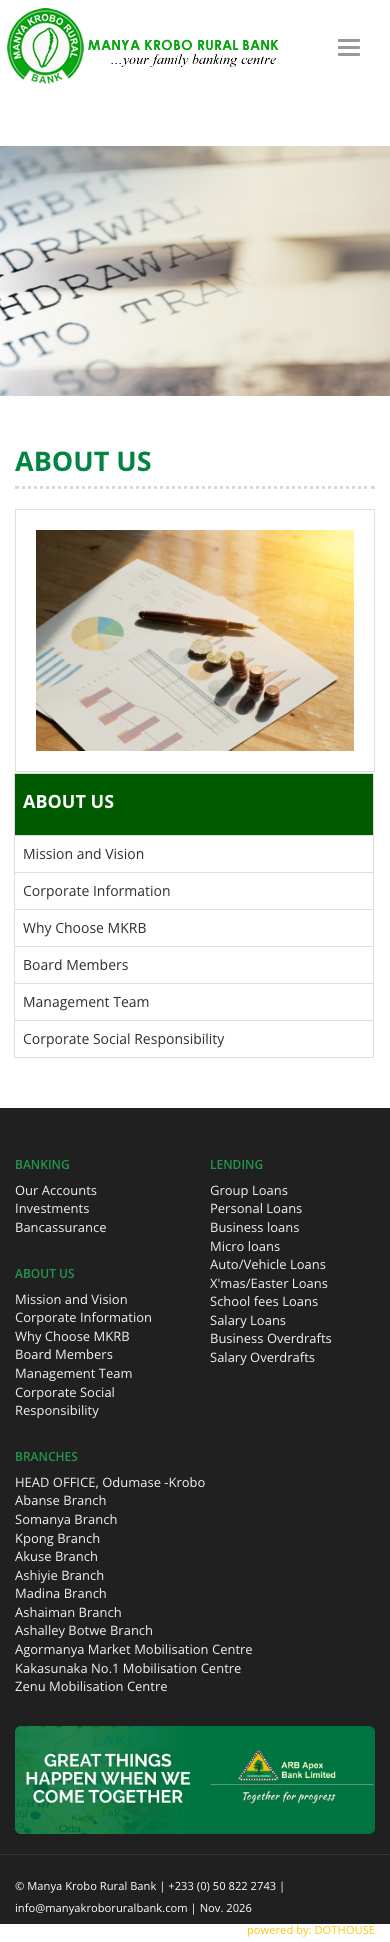 MANYA KROBO RURAL
BANK
MANYA KROBO RURAL BANK
...your family banking centre
DEBIT
DEBIT
WITHDRAWAL
AUTO TRAN
SO
ABOUT US
ABOUT US
Mission and Vision
Corporate Information
Why Choose MKRB
Board Members
Management Team
Corporate Social Responsibility
BANKING
Our Accounts
Investments
Bancassurance
ABOUT US
Mission and Vision
Corporate Information
Why Choose MKRB
Board Members
Management Team
Corporate Social
Responsibility
LENDING
Group Loans
Personal Loans
Business loans
Micro loans
Auto/Vehicle Loans
X'mas/Easter Loans
School fees Loans
Salary Loans
Business Overdrafts
Salary Overdrafts
BRANCHES
HEAD OFFICE, Odumase -Krobo
Abanse Branch
Somanya Branch
Kpong Branch
Akuse Branch
Ashiyie Branch
Madina Branch
Ashaiman Branch
Ashalley Botwe Branch
Agormanya Market Mobilisation Centre
Kakasunaka No.1 Mobilisation Centre
Zenu Mobilisation Centre
GREAT THINGS
HAPPEN WHEN WE
COME TOGETHER
ARB Apex
Bank Limited
Together for progress
© Manya Krobo Rural Bank | +233 (0) 50 822 2743 |
info@manyakroboruralbank.com | Nov. 2026
powered by: DOTHOUSE